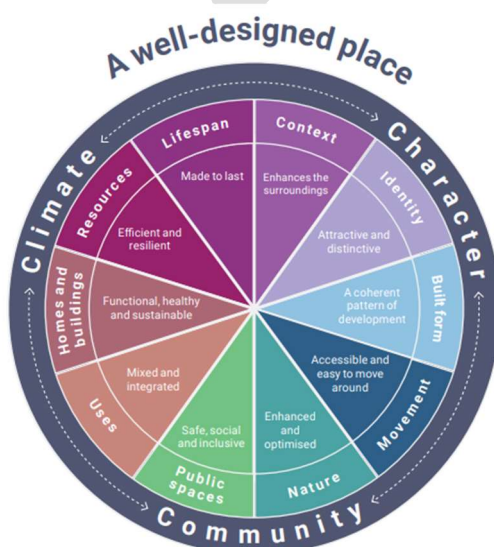 A well-designed place
Climate
Character
Community
Context
Enhances the
surroundings
Identity
Attractive and
distinctive
Built form
A coherent
pattern of
development
Movement
Accessible and
easy to move
around
Nature
Enhanced
and
optimised
Public
spaces
Safe, social
and inclusive
Uses
Mixed and
integrated
Homes and
buildings
Functional, healthy
and sustainable
Resources
Efficient and
resilient
Lifespan
Made to last